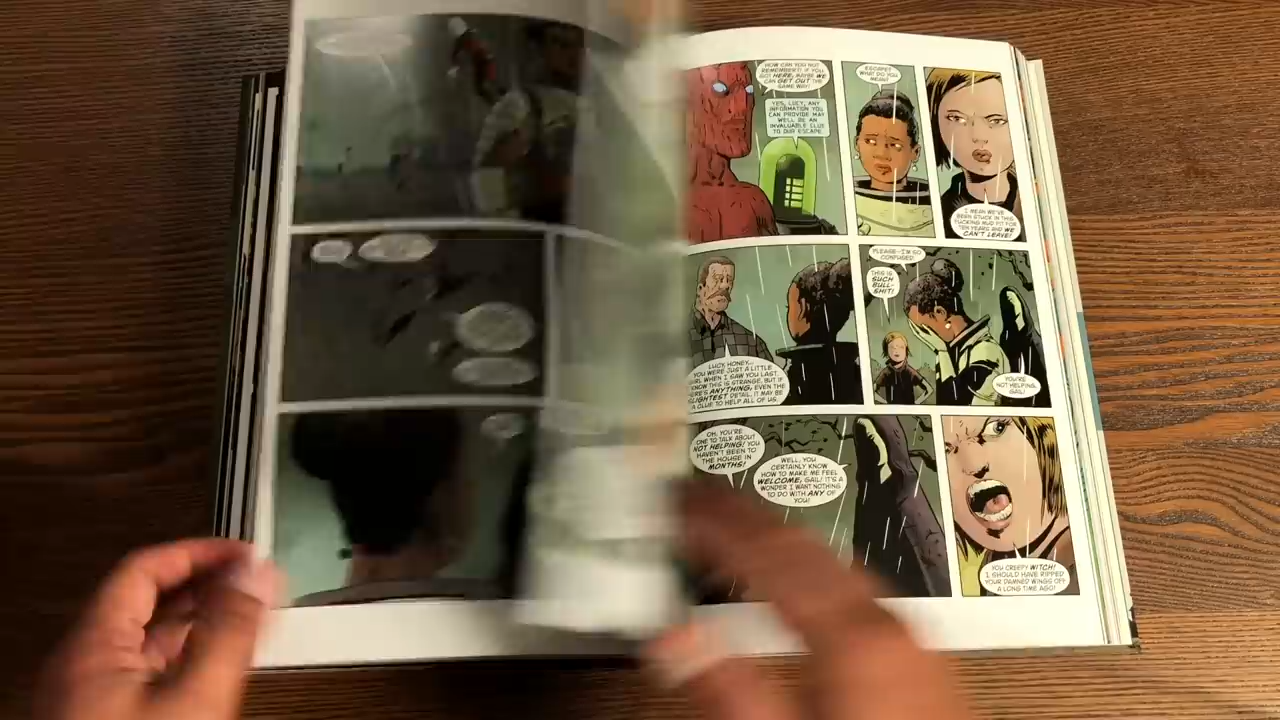 HOW CAN YOU NOT
REMEMBER?! IF YOU
GOT HERE, MAYBE WE
CAN GET OUT THE
SAME WAY!
YES, LUCY, ANY
INFORMATION YOU
CAN PROVIDE MAY
WELL BE AN
INVALUABLE CLUE
TO OUR ESCAPE.
ESCAPE?
WHAT DO YOU
MEAN?
I MEAN WE'VE
BEEN STUCK IN THIS
FUCKING MUD PIT FOR
TEN YEARS AND WE
CAN'T LEAVE!
LUCY, HONEY--
YOU WERE JUST A LITTLE
GIRL WHEN I SAW YOU LAST.
KNOW THIS IS STRANGE, BUT IF
THERE'S ANYTHING, EVEN THE
SLIGHTEST DETAIL, IT MAY BE
A CLUE TO HELP ALL OF US.
PLEASE--I'M SO
CONFUSED.
THIS IS
SUCH
BULL-
SHIT!
YOU'RE
NOT HELPING,
GAIL!
OH, YOU'RE
ONE TO TALK ABOUT
NOT HELPING! YOU
HAVEN'T BEEN TO
THE HOUSE IN
MONTHS!
WELL, YOU
CERTAINLY KNOW
HOW TO MAKE ME FEEL
WELCOME, GAIL! IT'S A
WONDER I WANT NOTHING
TO DO WITH ANY OF
YOU!
YOU CREEPY WITCH!
I SHOULD HAVE RIPPED
YOUR DAMNED WINGS OFF
A LONG TIME AGO!